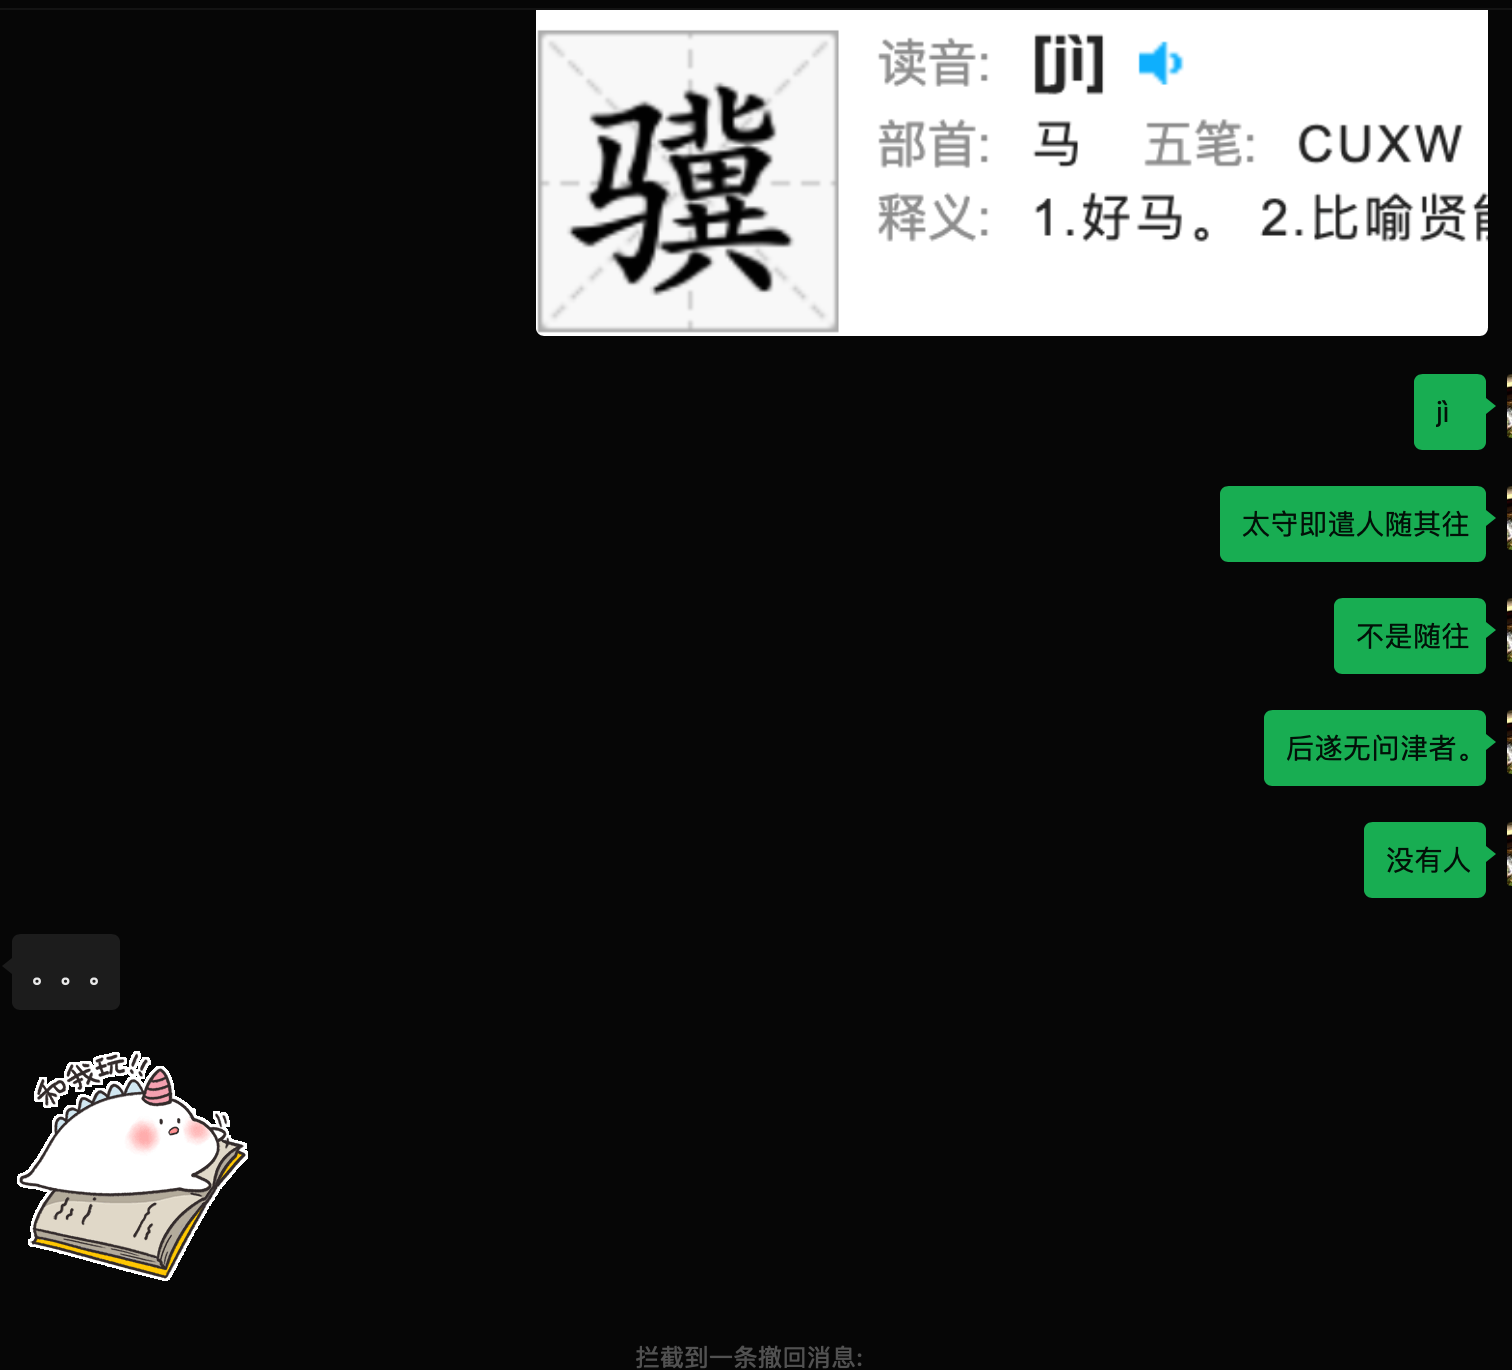 骥
读音: [jì]
部首: 马 五笔: CUXW
释义: 1.好马。 2.比喻贤能
jì
太守即遣人随其往
不是随往
后遂无问津者。
没有人
。。。
和我玩!!
拦截到一条撤回消息: